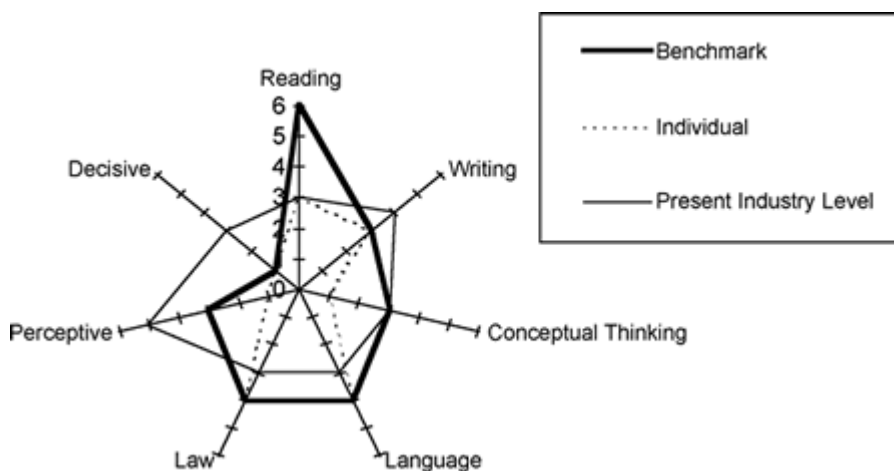 Reading
6
5
4
3
2
0
Decisive
Writing
Perceptive
Conceptual Thinking
Law
Language
Benchmark
Individual
Present Industry Level